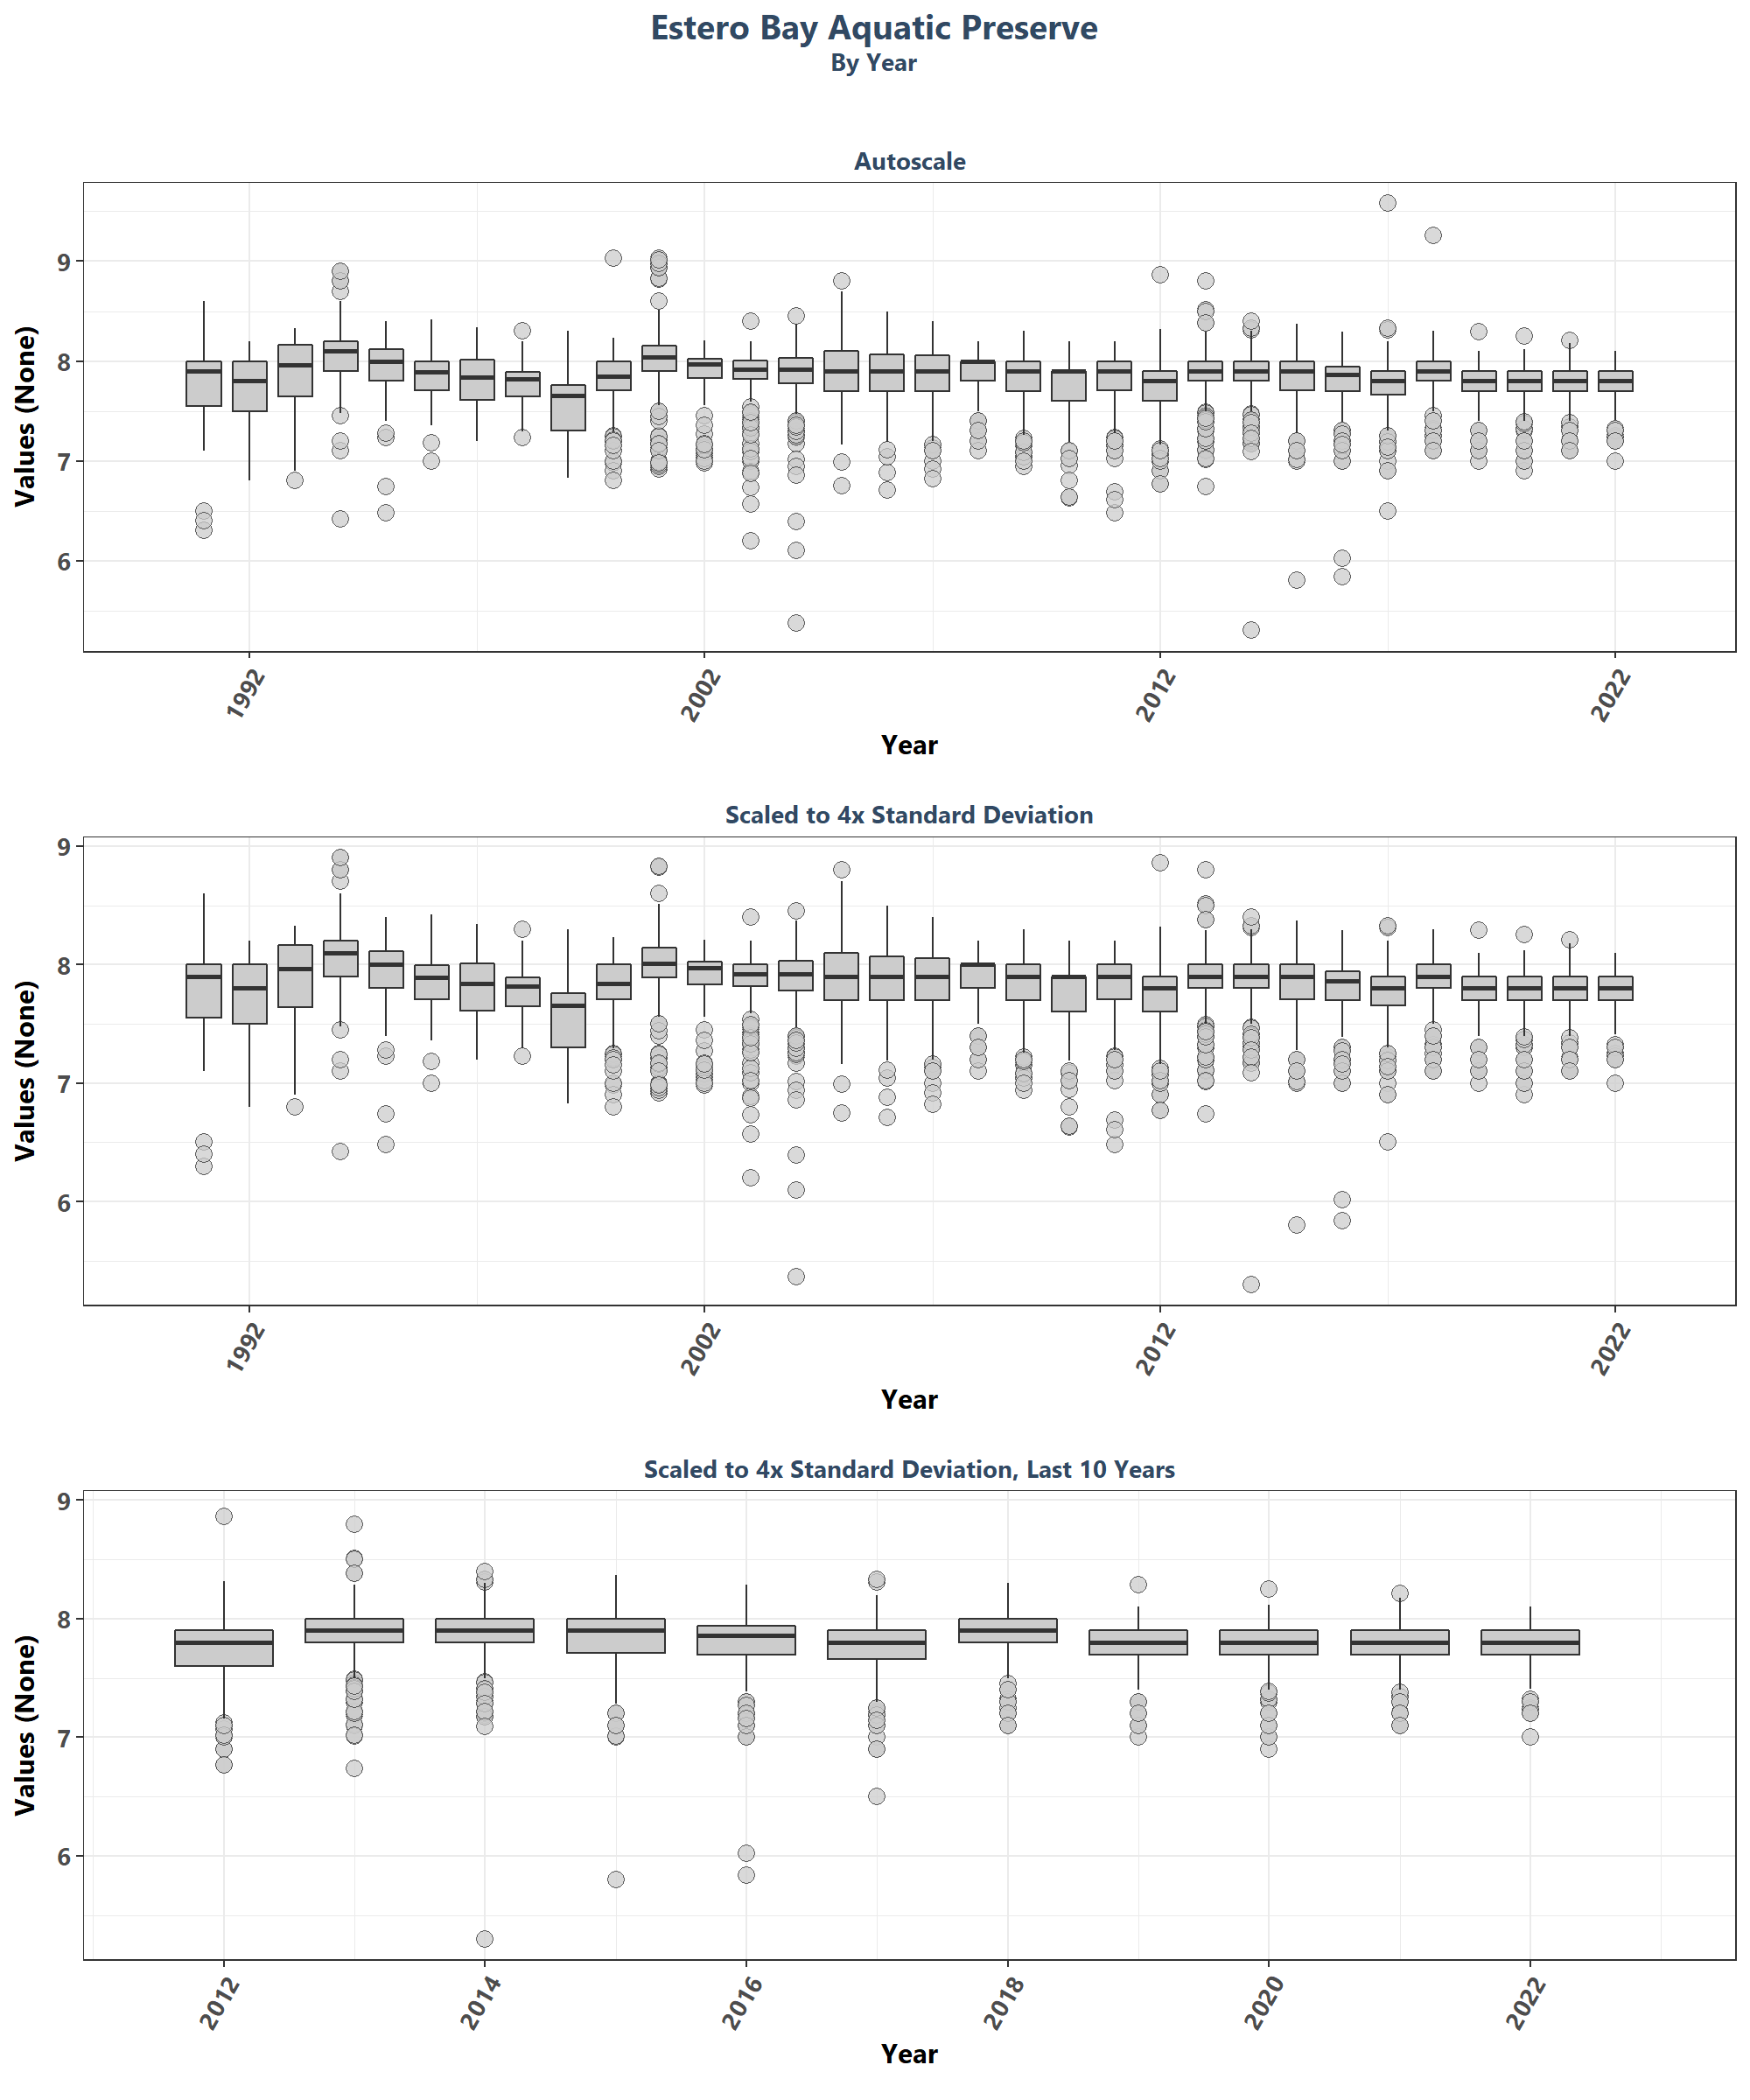 Estero Bay Aquatic Preserve
By Year
Autoscale
Values (None)
9
8
7
6
1992
2002
2012
2022
Year
Scaled to 4x Standard Deviation
Values (None)
9
8
7
6
1992
2002
2012
2022
Year
Scaled to 4x Standard Deviation, Last 10 Years
Values (None)
9
8
7
6
2012
2014
2016
2018
2020
2022
Year